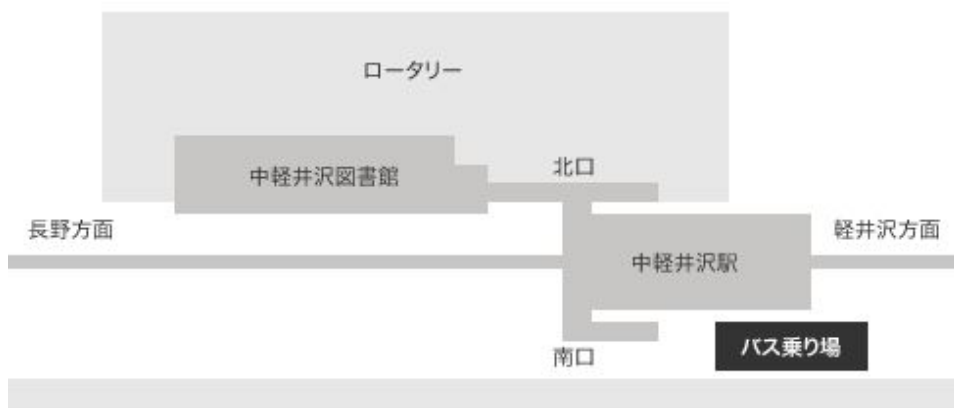 ロータリー
中軽井沢図書館
北口
長野方面
軽井沢方面
中軽井沢駅
バス乗り場
南口